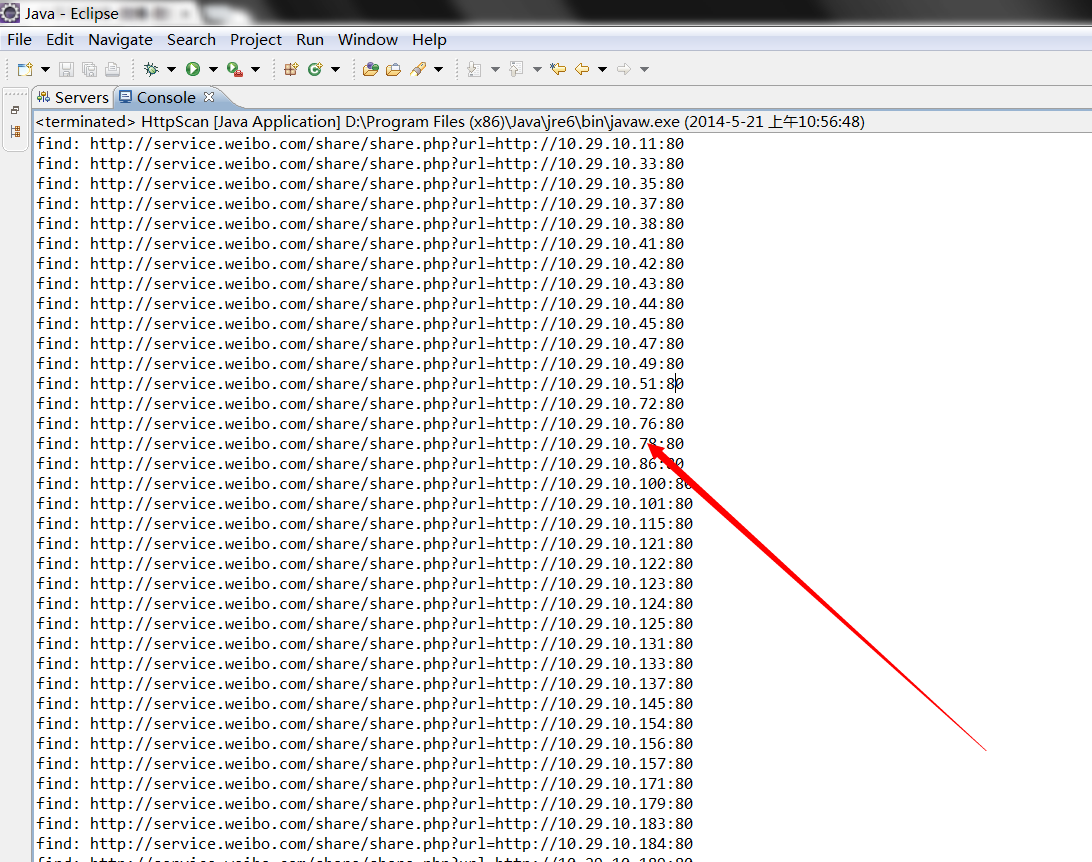 Java - Eclipse
File Edit Navigate Search Project Run Window Help
Servers Console
<terminated> HttpScan [Java Application] D:\Program Files (x86)\Java\jre6\bin\javaw.exe (2014-5-21 上午10:56:48)
find: http://service.weibo.com/share/share.php?url=http://10.29.10.11:80
find: http://service.weibo.com/share/share.php?url=http://10.29.10.33:80
find: http://service.weibo.com/share/share.php?url=http://10.29.10.35:80
find: http://service.weibo.com/share/share.php?url=http://10.29.10.37:80
find: http://service.weibo.com/share/share.php?url=http://10.29.10.38:80
find: http://service.weibo.com/share/share.php?url=http://10.29.10.41:80
find: http://service.weibo.com/share/share.php?url=http://10.29.10.42:80
find: http://service.weibo.com/share/share.php?url=http://10.29.10.43:80
find: http://service.weibo.com/share/share.php?url=http://10.29.10.44:80
find: http://service.weibo.com/share/share.php?url=http://10.29.10.45:80
find: http://service.weibo.com/share/share.php?url=http://10.29.10.47:80
find: http://service.weibo.com/share/share.php?url=http://10.29.10.49:80
find: http://service.weibo.com/share/share.php?url=http://10.29.10.51:80
find: http://service.weibo.com/share/share.php?url=http://10.29.10.72:80
find: http://service.weibo.com/share/share.php?url=http://10.29.10.76:80
find: http://service.weibo.com/share/share.php?url=http://10.29.10.78:80
find: http://service.weibo.com/share/share.php?url=http://10.29.10.86:80
find: http://service.weibo.com/share/share.php?url=http://10.29.10.100:80
find: http://service.weibo.com/share/share.php?url=http://10.29.10.101:80
find: http://service.weibo.com/share/share.php?url=http://10.29.10.115:80
find: http://service.weibo.com/share/share.php?url=http://10.29.10.121:80
find: http://service.weibo.com/share/share.php?url=http://10.29.10.122:80
find: http://service.weibo.com/share/share.php?url=http://10.29.10.123:80
find: http://service.weibo.com/share/share.php?url=http://10.29.10.124:80
find: http://service.weibo.com/share/share.php?url=http://10.29.10.125:80
find: http://service.weibo.com/share/share.php?url=http://10.29.10.131:80
find: http://service.weibo.com/share/share.php?url=http://10.29.10.133:80
find: http://service.weibo.com/share/share.php?url=http://10.29.10.137:80
find: http://service.weibo.com/share/share.php?url=http://10.29.10.145:80
find: http://service.weibo.com/share/share.php?url=http://10.29.10.154:80
find: http://service.weibo.com/share/share.php?url=http://10.29.10.156:80
find: http://service.weibo.com/share/share.php?url=http://10.29.10.157:80
find: http://service.weibo.com/share/share.php?url=http://10.29.10.171:80
find: http://service.weibo.com/share/share.php?url=http://10.29.10.179:80
find: http://service.weibo.com/share/share.php?url=http://10.29.10.183:80
find: http://service.weibo.com/share/share.php?url=http://10.29.10.184:80